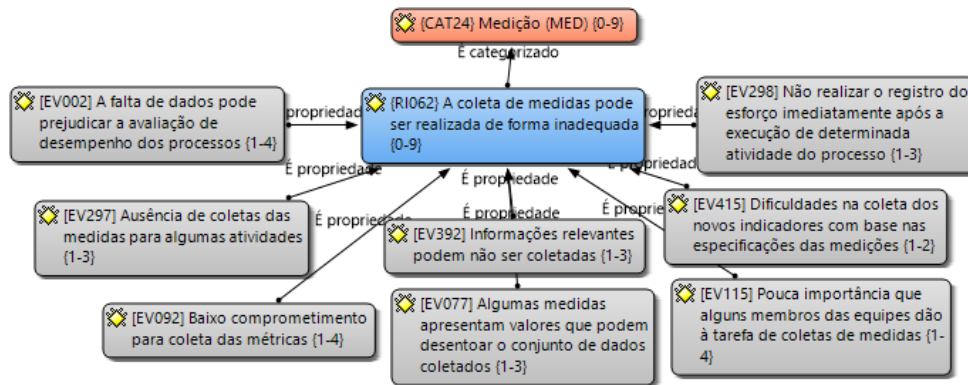 {CAT24} Medição (MED) {0-9}
É categorizado
[EV002] A falta de dados pode
prejudicar a avaliação de
desempenho dos processos {1-4}
propriedade
{RI062} A coleta de medidas pode
ser realizada de forma inadequada
{0-9}
propriedade
[EV298] Não realizar o registro do
esforço imediatamente após a
execução de determinada
atividade do processo {1-3}
É propriedade
É propriedade
É propriedad
[EV297] Ausência de coletas das
medidas para algumas atividades
{1-3}
É propriedade
É propriedade
É propri
[EV392] Informações relevantes
podem não ser coletadas {1-3}
[EV415] Dificuldades na coleta dos
novos indicadores com base nas
especificações das medições {1-2}
[EV092] Baixo comprometimento
para coleta das métricas {1-4}
[EV077] Algumas medidas
apresentam valores que podem
desentoar o conjunto de dados
coletados {1-3}
[EV115] Pouca importância que
alguns membros das equipes dão
à tarefa de coletas de medidas {1-
4}